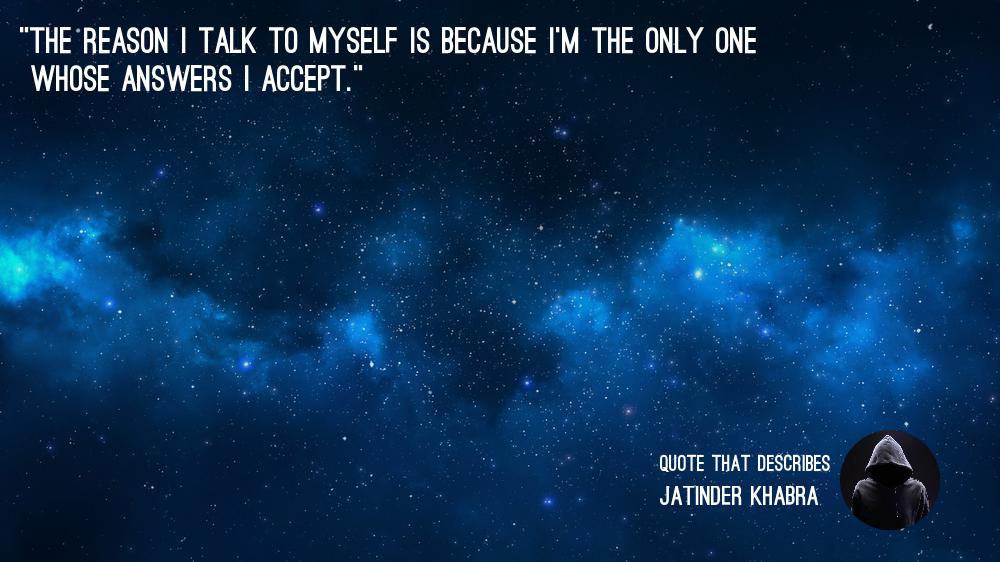 "THE REASON I TALK TO MYSELF IS BECAUSE I'M THE ONLY ONE
WHOSE ANSWERS I ACCEPT."
QUOTE THAT DESCRIBES
JATINDER KHABRA